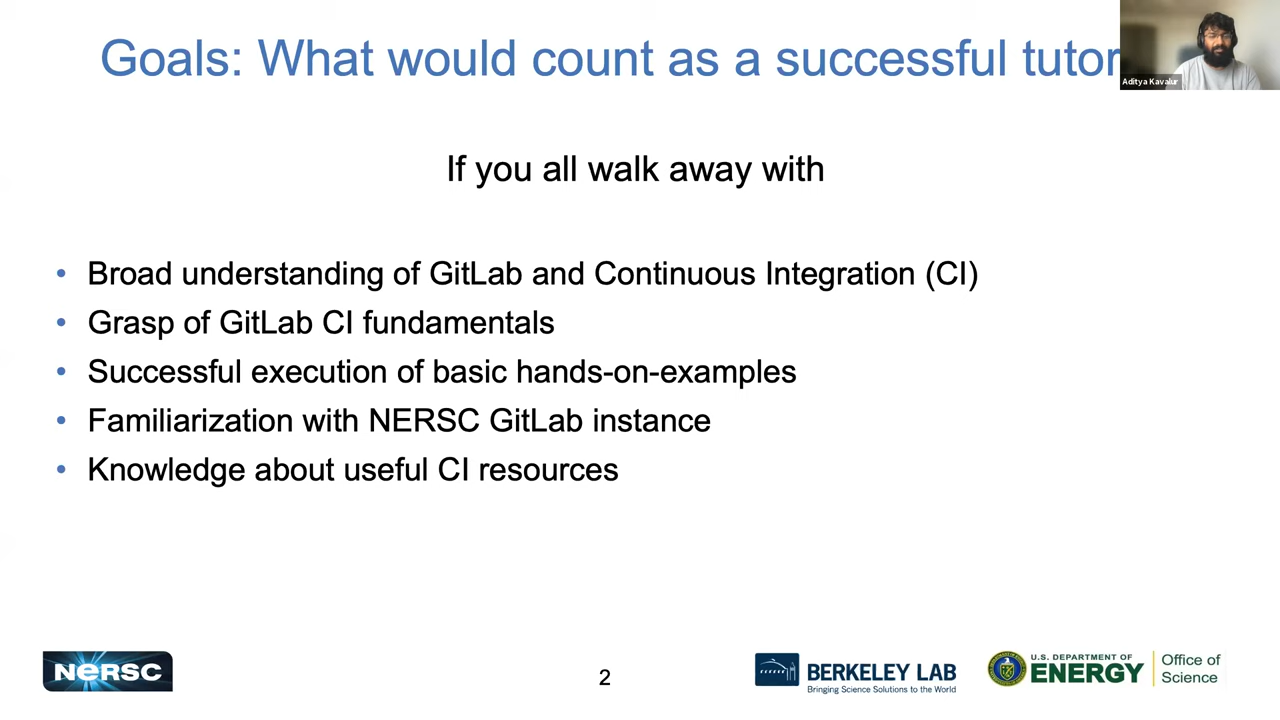 Goals: What would count as a successful tutor
Aditya Kavalur
If you all walk away with
• Broad understanding of GitLab and Continuous Integration (CI)
• Grasp of GitLab CI fundamentals
• Successful execution of basic hands-on-examples
• Familiarization with NERSC GitLab instance
• Knowledge about useful CI resources
NERSC
2
BERKELEY LAB
Bringing Science Solutions to the World
U.S. DEPARTMENT OF
ENERGY
Office of
Science